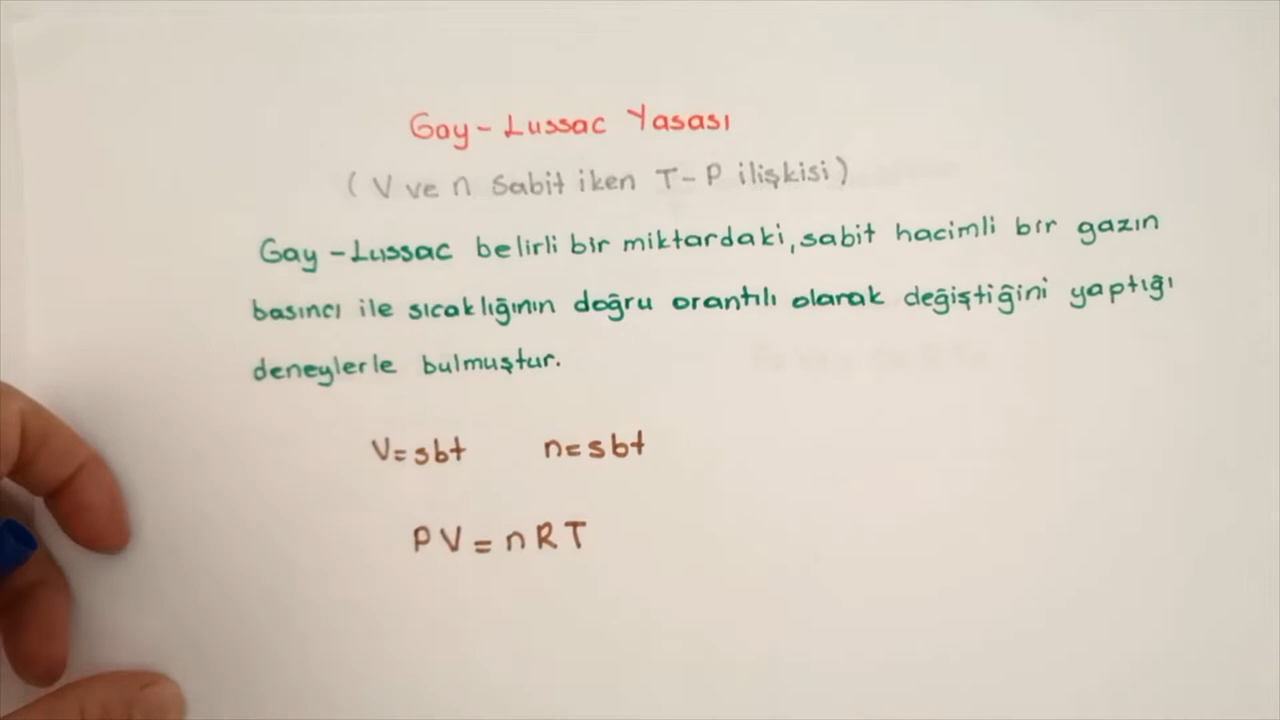 Gay-Lussac Yasası
(V ve n sabit iken T-P ilişkisi)
Gay-Lussac belirli bir miktardaki, sabit hacimli bir gazın
basıncı ile sıcaklığının doğru orantılı olarak değiştiğini yaptığı
deneylerle bulmuştur.
V=sbt n=sbt
PV=nRT